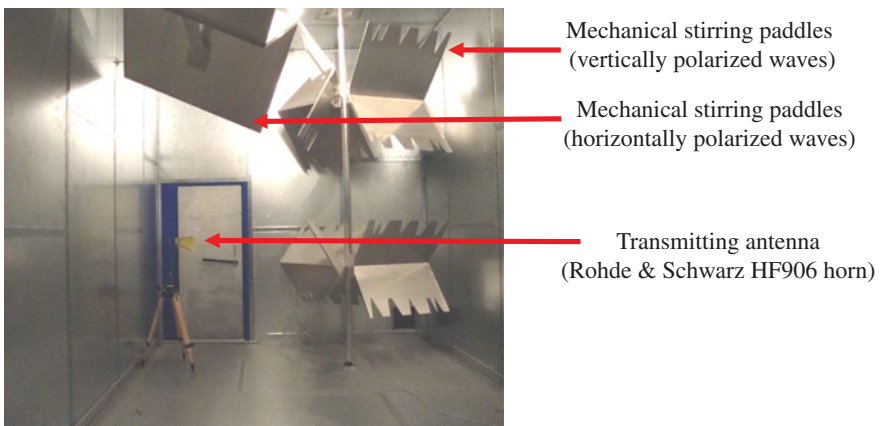 Mechanical stirring paddles
(vertically polarized waves)
Mechanical stirring paddles
(horizontally polarized waves)
Transmitting antenna
(Rohde & Schwarz HF906 horn)